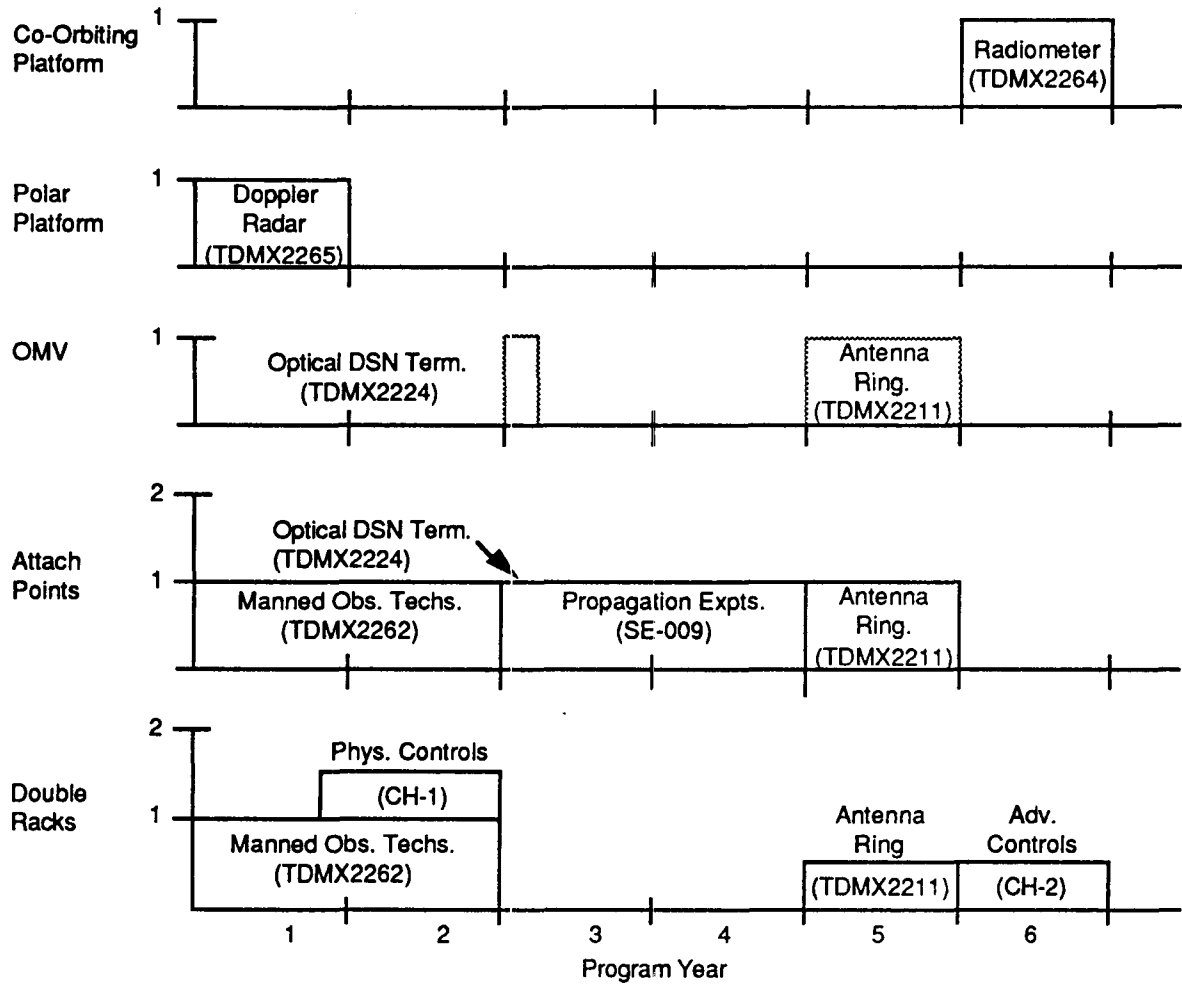 Co-Orbiting
Platform
1
Radiometer
(TDMX2264)
Polar
Platform
1
Doppler
Radar
(TDMX2265)
OMV
1
Optical DSN Term.
(TDMX2224)
Antenna
Ring.
(TDMX2211)
Attach
Points
2
1
Optical DSN Term.
(TDMX2224)
Manned Obs. Techs.
(TDMX2262)
Propagation Expts.
(SE-009)
Antenna
Ring.
(TDMX2211)
Double
Racks
2
1
Phys. Controls
(CH-1)
Manned Obs. Techs.
(TDMX2262)
Antenna
Ring
(TDMX2211)
Adv.
Controls
(CH-2)
1 2 3 4 5 6
Program Year